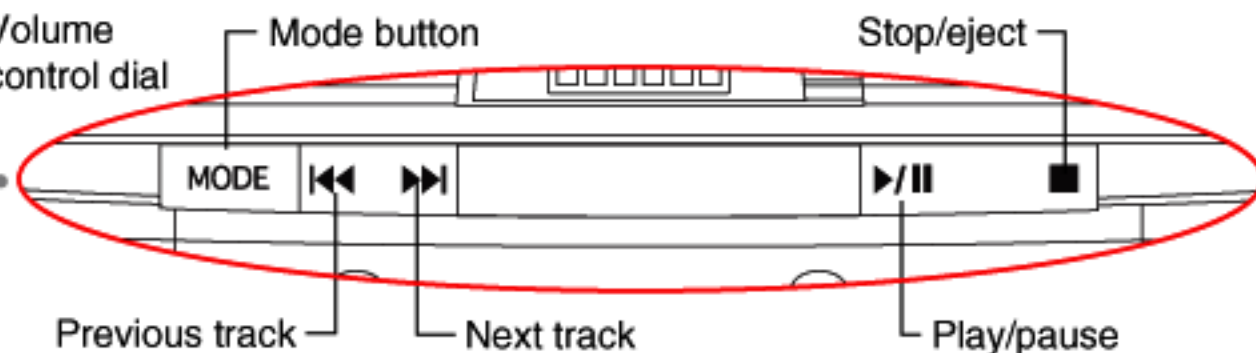 Volume
control dial
Mode button
Stop/eject
MODE
Previous track
Next track
Play/pause